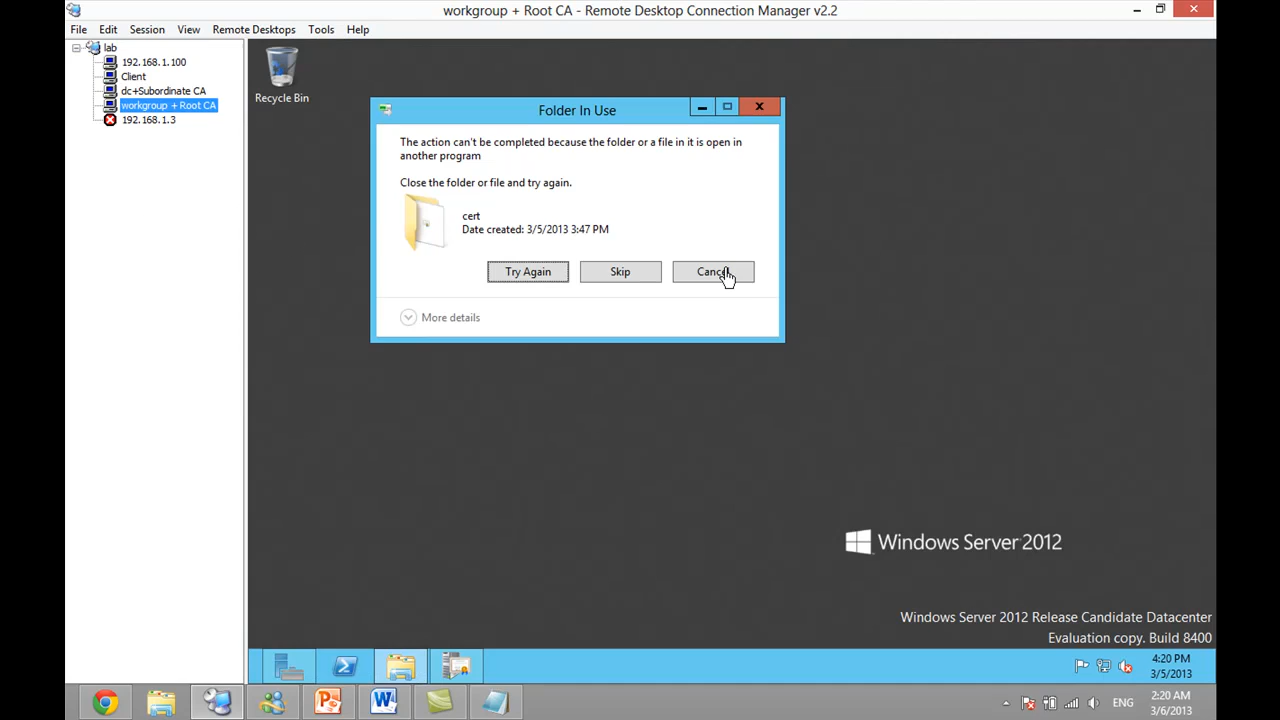 workgroup + Root CA - Remote Desktop Connection Manager v2.2
File Edit Session View Remote Desktops Tools Help
lab
192.168.1.100
Client
dc+Subordinate CA
workgroup + Root CA
192.168.1.3
Recycle Bin
Folder In Use
The action can't be completed because the folder or a file in it is open in
another program
Close the folder or file and try again.
cert
Date created: 3/5/2013 3:47 PM
Try Again Skip Cancel
More details
Windows Server 2012
Windows Server 2012 Release Candidate Datacenter
Evaluation copy. Build 8400
4:20 PM
3/5/2013
ENG
2:20 AM
3/6/2013